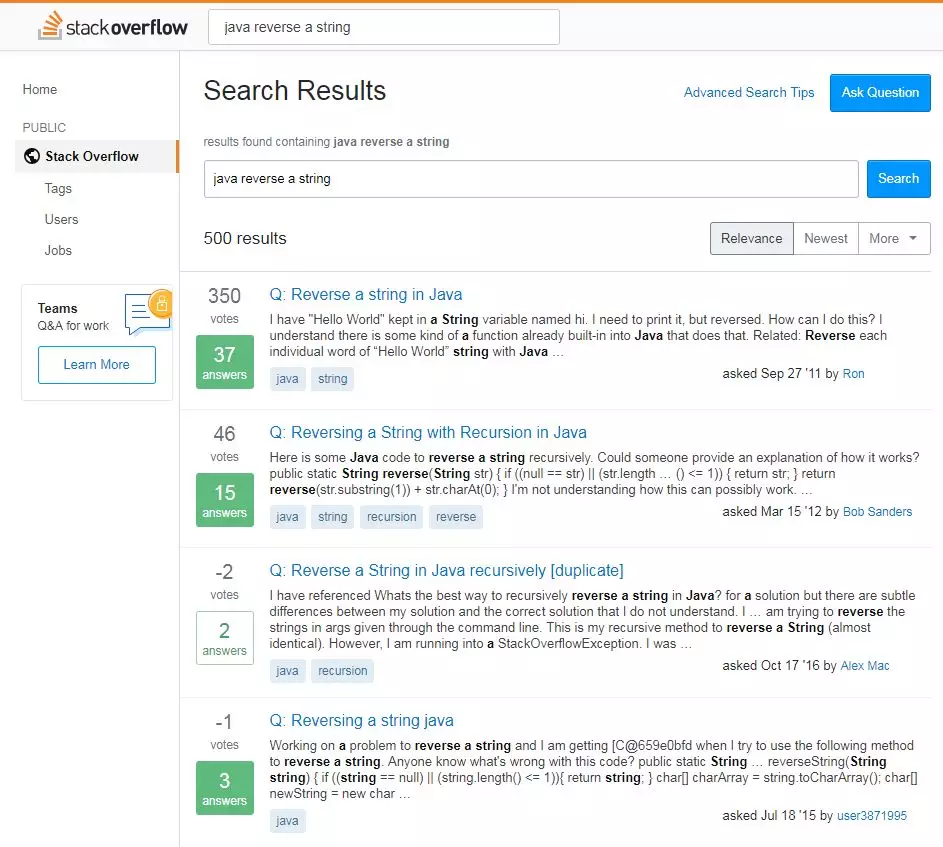 stackoverflow
java reverse a string
Home
PUBLIC
Stack Overflow
Tags
Users
Jobs
Teams
Q&A for work
Learn More
Search Results
Advanced Search Tips
Ask Question
results found containing java reverse a string
java reverse a string
Search
500 results
Relevance
Newest
More
350
votes
37
answers
Q: Reverse a string in Java
I have "Hello World" kept in a String variable named hi. I need to print it, but reversed. How can I do this? I
understand there is some kind of a function already built-in into Java that does that. Related: Reverse each
individual word of “Hello World” string with Java ...
java string
asked Sep 27 '11 by Ron
46
votes
15
answers
Q: Reversing a String with Recursion in Java
Here is some Java code to reverse a string recursively. Could someone provide an explanation of how it works?
public static String reverse(String str) { if ((null == str) || (str.length ... () <= 1)) { return str; } return
reverse(str.substring(1)) + str.charAt(0); } I'm not understanding how this can possibly work. ...
java string recursion reverse
asked Mar 15 '12 by Bob Sanders
-2
votes
2
answers
Q: Reverse a String in Java recursively [duplicate]
I have referenced Whats the best way to recursively reverse a string in Java? for a solution but there are subtle
differences between my solution and the correct solution that I do not understand. I ... am trying to reverse the
strings in args given through the command line. This is my recursive method to reverse a String (almost
identical). However, I am running into a StackOverflowException. I was ...
java recursion
asked Oct 17 '16 by Alex Mac
-1
votes
3
answers
Q: Reversing a string java
Working on a problem to reverse a string and I am getting [C@659e0bfd when I try to use the following method
to reverse a string. Anyone know what's wrong with this code? public static String ... reverseString(String
string) { if ((string == null) || (string.length() <= 1)){ return string; } char[] charArray = string.toCharArray(); char[]
newString = new char ...
java
asked Jul 18 '15 by user3871995